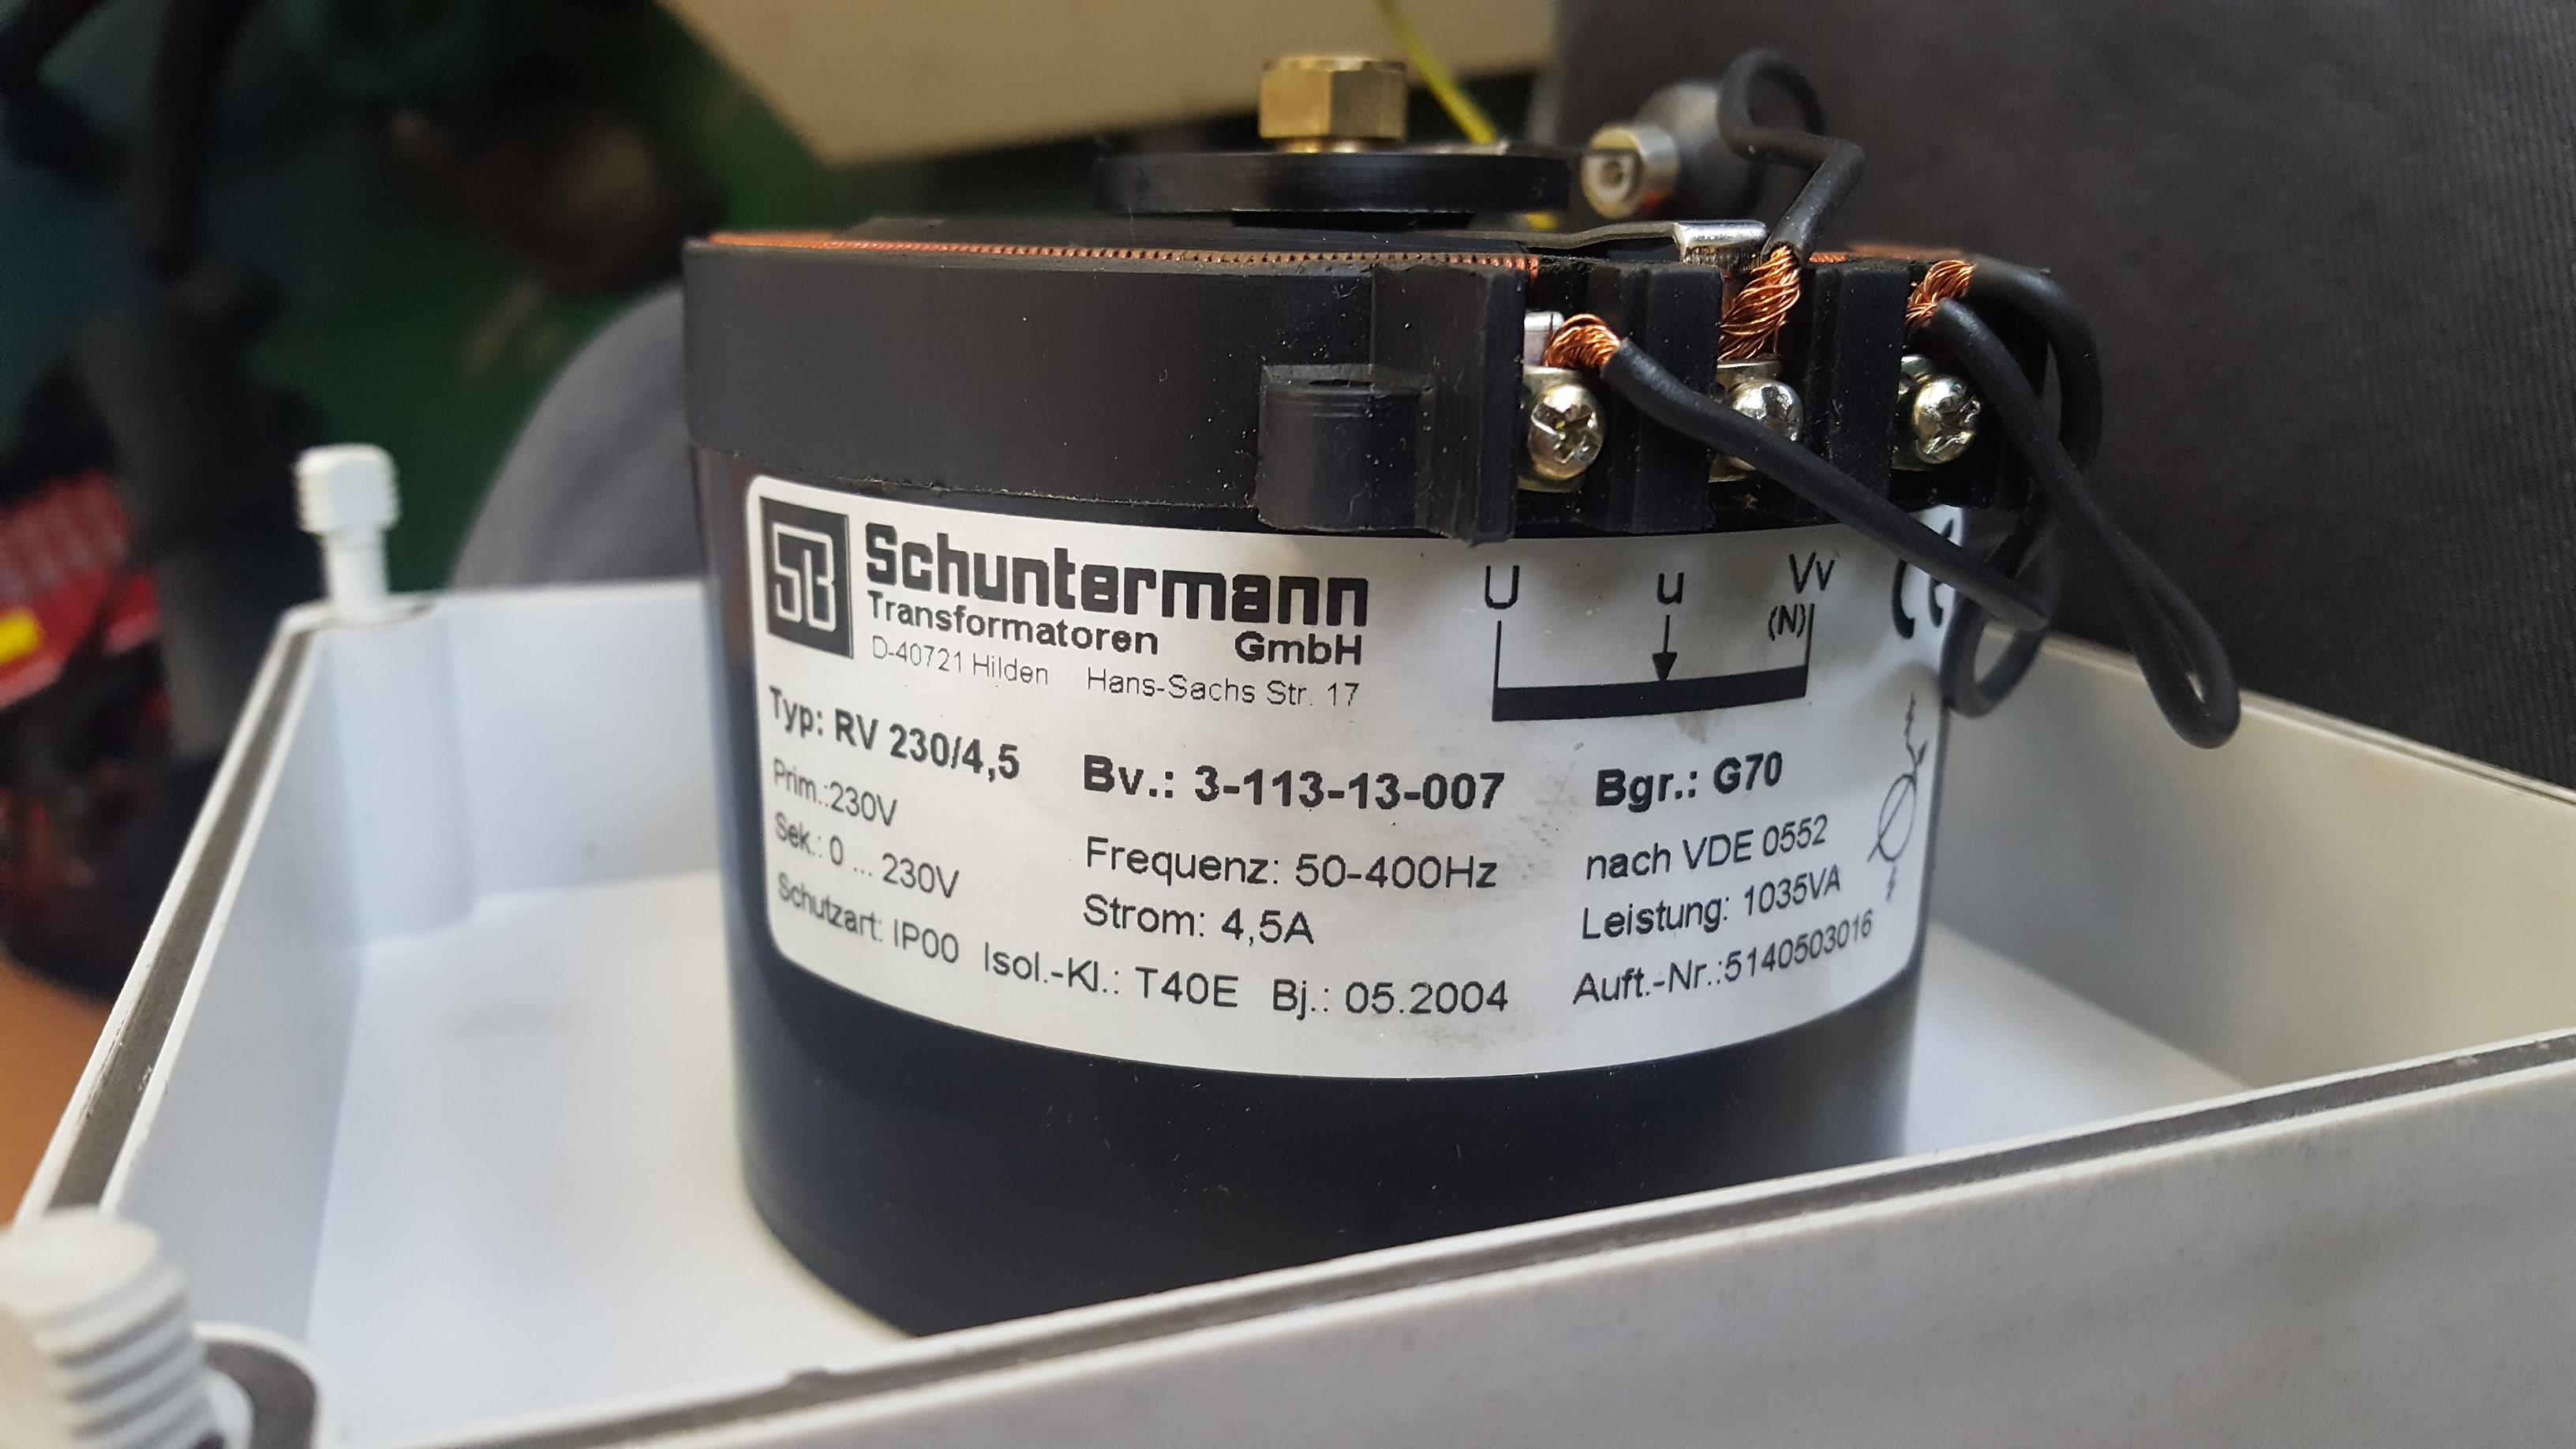 SB
Schuntermann
Transformatoren GmbH
D-40721 Hilden Hans-Sachs Str. 17
U u Vv
(N)
CE
Typ: RV 230/4,5 Bv.: 3-113-13-007 Bgr.: G70
Prim.:230V
Sek.: 0 ... 230V Frequenz: 50-400Hz nach VDE 0552
Strom: 4,5A Leistung: 1035VA
Schutzart: IP00 Isol.-Kl.: T40E Bj.: 05.2004 Auft.-Nr.:5140503016